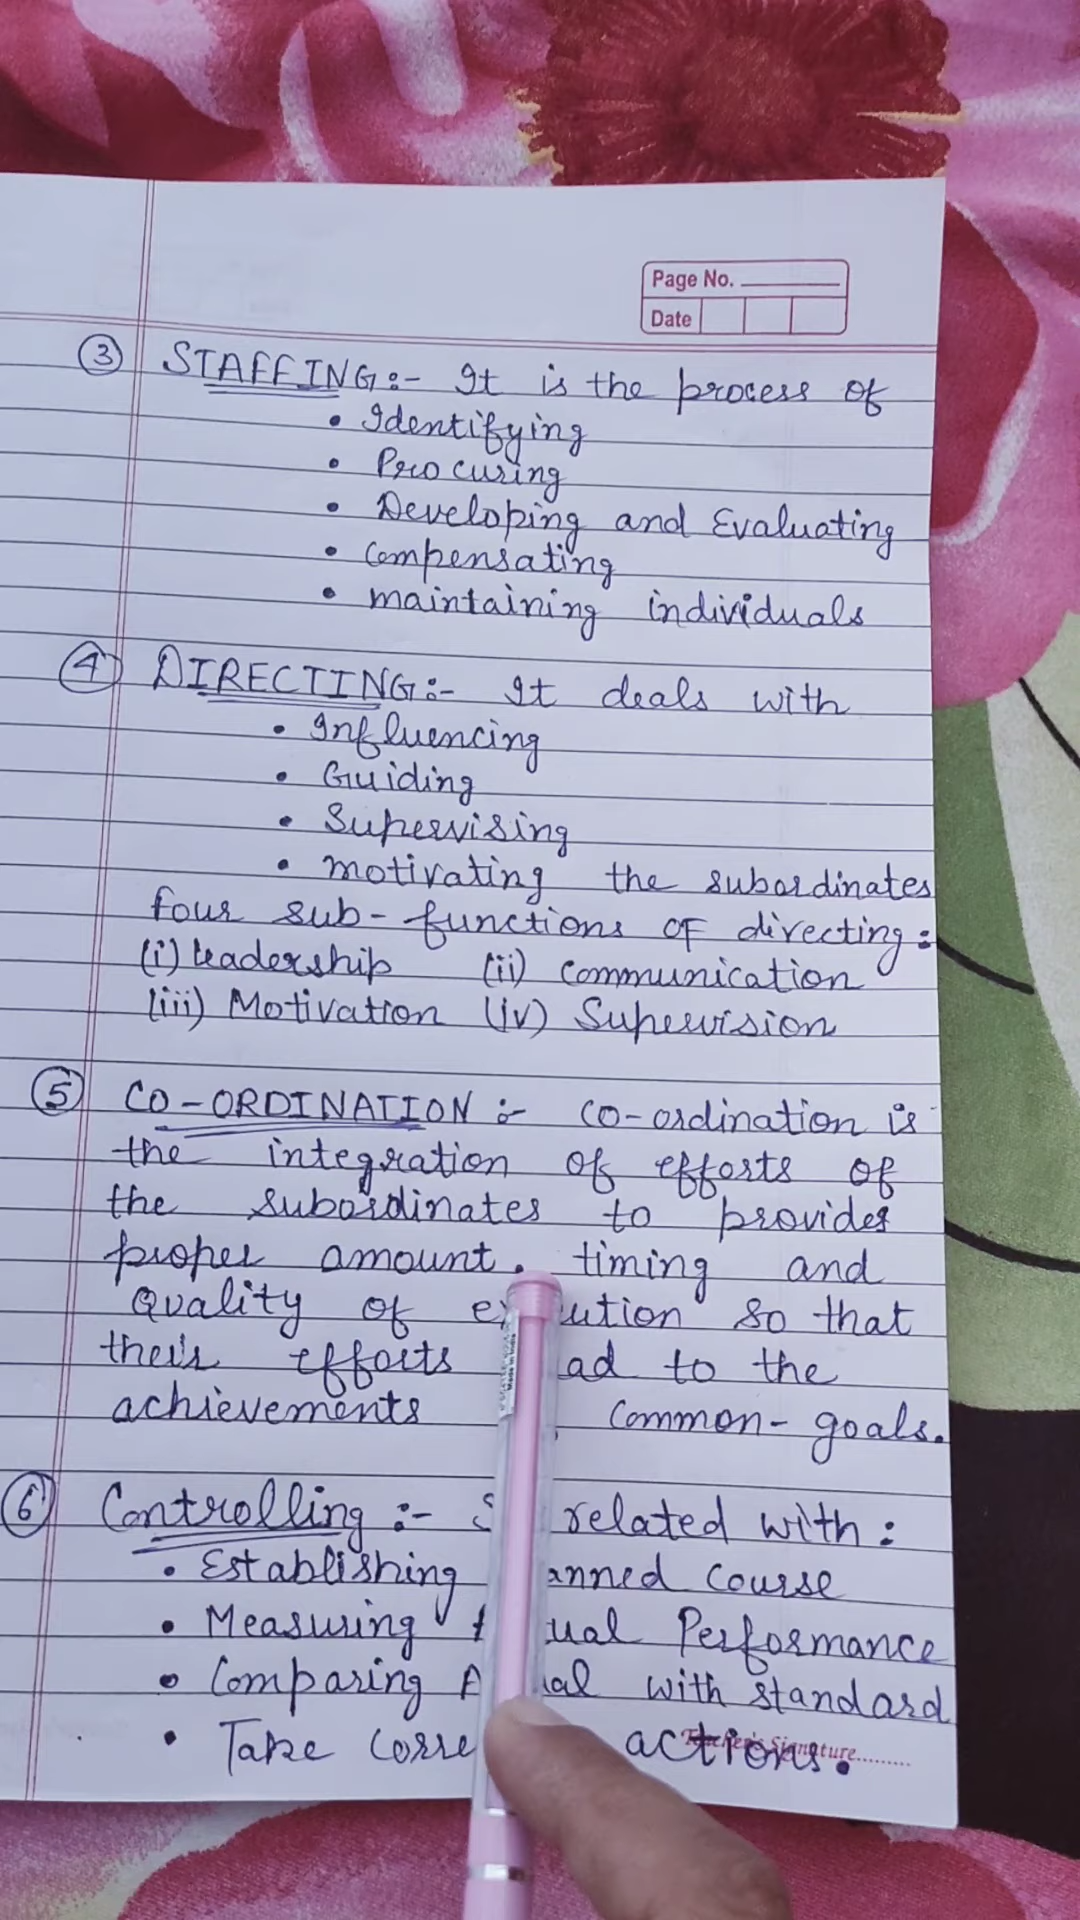 Page No.
Date
③ STAFFING:- It is the process of
• Identifying
• Procuring
• Developing and Evaluating
• Compensating
• maintaining individuals
④ DIRECTING:- It deals with
• Influencing
• Guiding
• Supervising
• motivating the subordinates
four sub-functions of directing:
(i) leadership (ii) communication
(iii) Motivation (iv) Supervision
⑤ CO-ORDINATION :- co-ordination is
the integration of efforts of
the subordinates to provides
proper amount, timing and
Quality of so that
their efforts to the
achievements common-goals.
⑥ Controlling :- related with:
• Establishing course
• Measuring Performance
• Comparing with standard
• Take actions.
Teacher's Signature..........